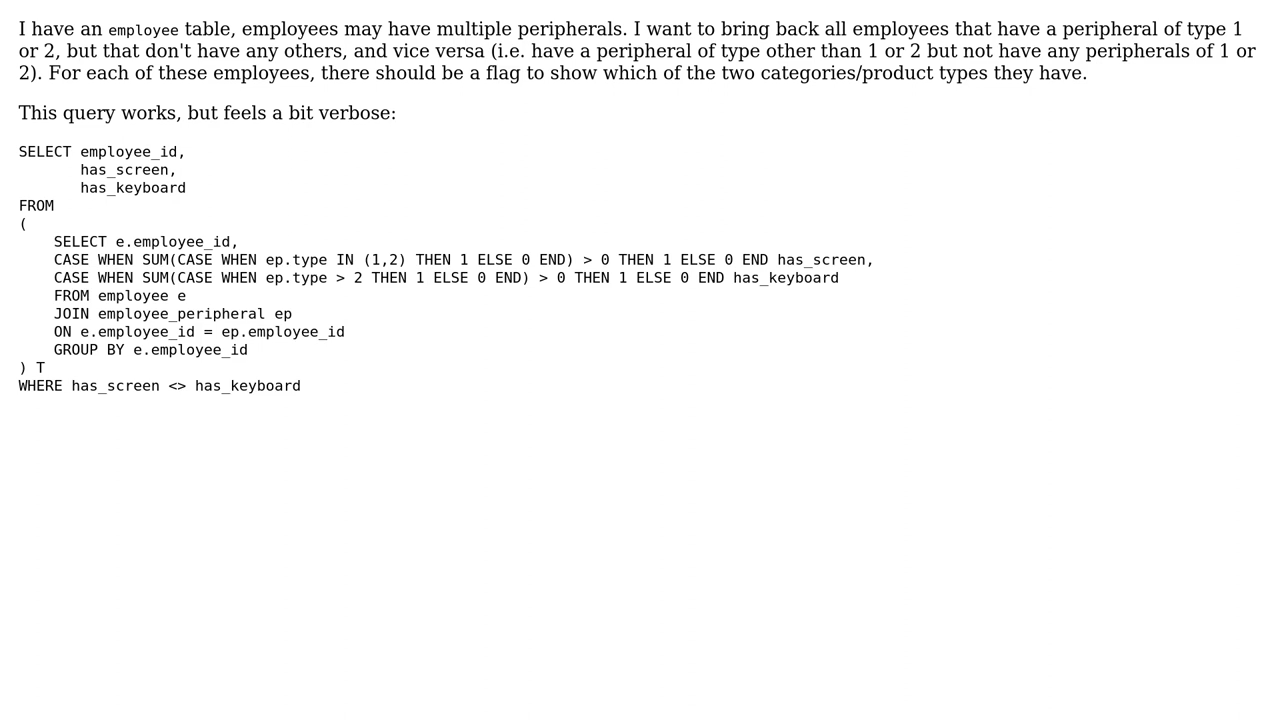 I have an employee table, employees may have multiple peripherals. I want to bring back all employees that have a peripheral of type 1
or 2, but that don't have any others, and vice versa (i.e. have a peripheral of type other than 1 or 2 but not have any peripherals of 1 or
2). For each of these employees, there should be a flag to show which of the two categories/product types they have.
This query works, but feels a bit verbose:
SELECT employee_id,
       has_screen,
       has_keyboard
FROM
(
    SELECT e.employee_id,
    CASE WHEN SUM(CASE WHEN ep.type IN (1,2) THEN 1 ELSE 0 END) > 0 THEN 1 ELSE 0 END has_screen,
    CASE WHEN SUM(CASE WHEN ep.type > 2 THEN 1 ELSE 0 END) > 0 THEN 1 ELSE 0 END has_keyboard
    FROM employee e
    JOIN employee_peripheral ep
    ON e.employee_id = ep.employee_id
    GROUP BY e.employee_id
) T
WHERE has_screen <> has_keyboard